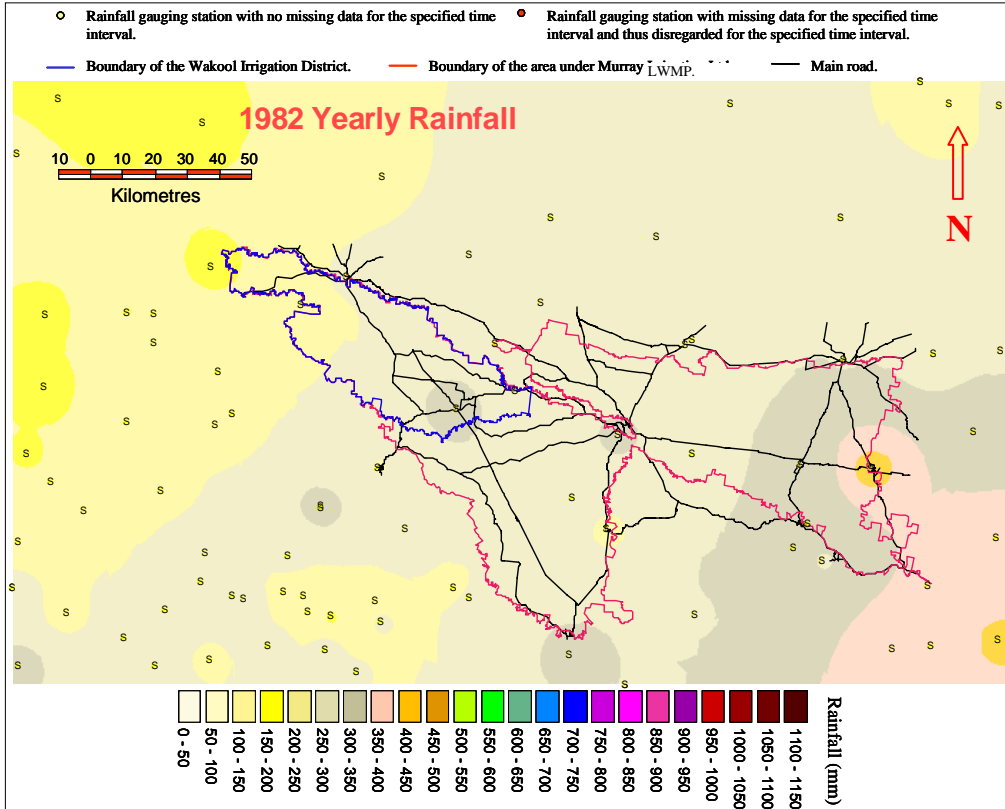 Rainfall gauging station with no missing data for the specified time
interval.
Rainfall gauging station with missing data for the specified time
interval and thus disregarded for the specified time interval.
Boundary of the Wakool Irrigation District.
Boundary of the area under Murray
LWMP.
Main road.
1982 Yearly Rainfall
10 0 10 20 30 40 50
Kilometres
N
0 - 50
50 - 100
100 - 150
150 - 200
200 - 250
250 - 300
300 - 350
350 - 400
400 - 450
450 - 500
500 - 550
550 - 600
600 - 650
650 - 700
700 - 750
750 - 800
800 - 850
850 - 900
900 - 950
950 - 1000
1000 - 1050
1050 - 1100
1100 - 1150
Rainfall (mm)